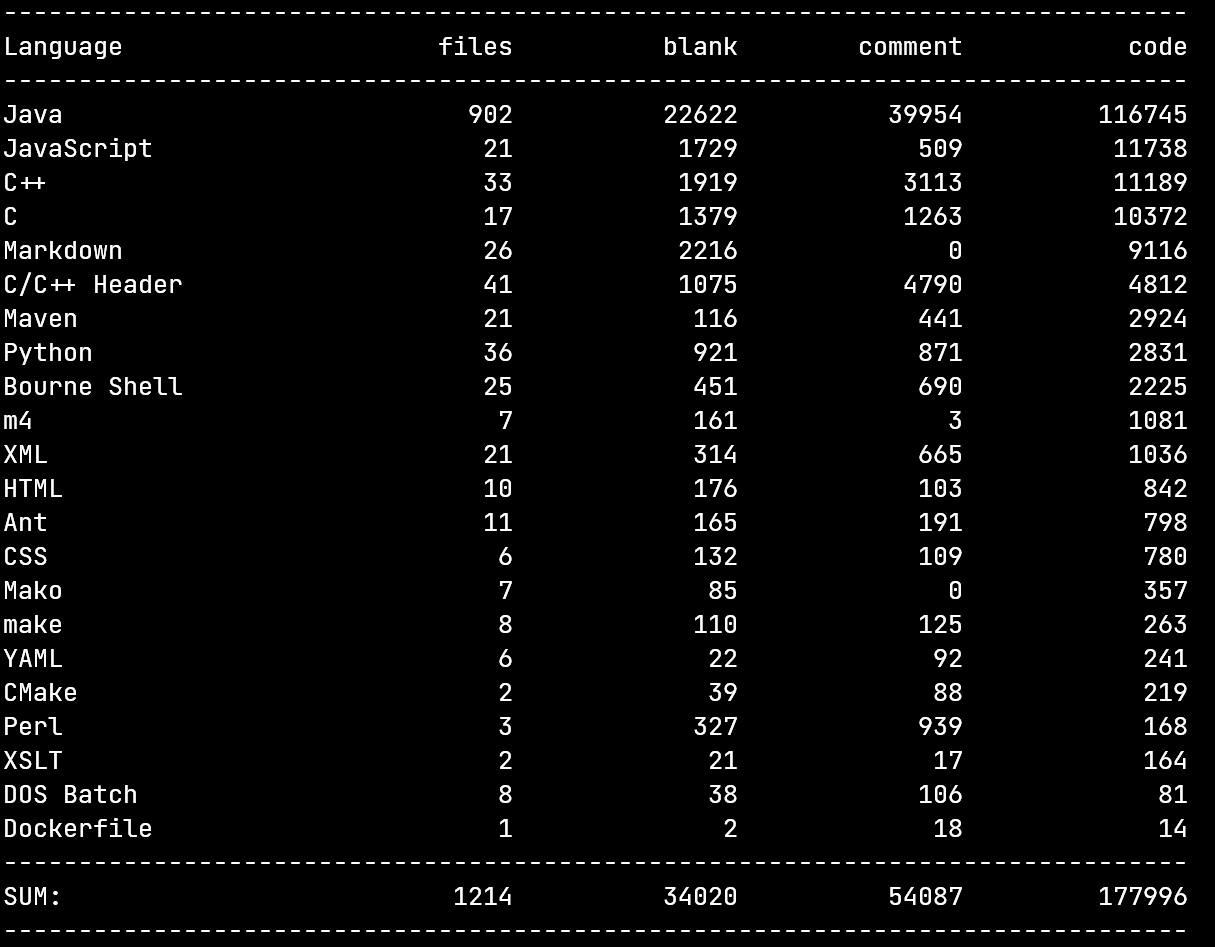 -------------------------------------------------------------------------------
Language                     files          blank        comment           code
-------------------------------------------------------------------------------
Java                           902          22622          39954         116745
JavaScript                      21           1729            509          11738
C++                             33           1919           3113          11189
C                               17           1379           1263          10372
Markdown                        26           2216              0           9116
C/C++ Header                    41           1075           4790           4812
Maven                           21            116            441           2924
Python                          36            921            871           2831
Bourne Shell                    25            451            690           2225
m4                               7            161              3           1081
XML                             21            314            665           1036
HTML                            10            176            103            842
Ant                             11            165            191            798
CSS                              6            132            109            780
Mako                             7             85              0            357
make                             8            110            125            263
YAML                             6             22             92            241
CMake                            2             39             88            219
Perl                             3            327            939            168
XSLT                             2             21             17            164
DOS Batch                        8             38            106             81
Dockerfile                       1              2             18             14
-------------------------------------------------------------------------------
SUM:                          1214          34020          54087         177996
-------------------------------------------------------------------------------